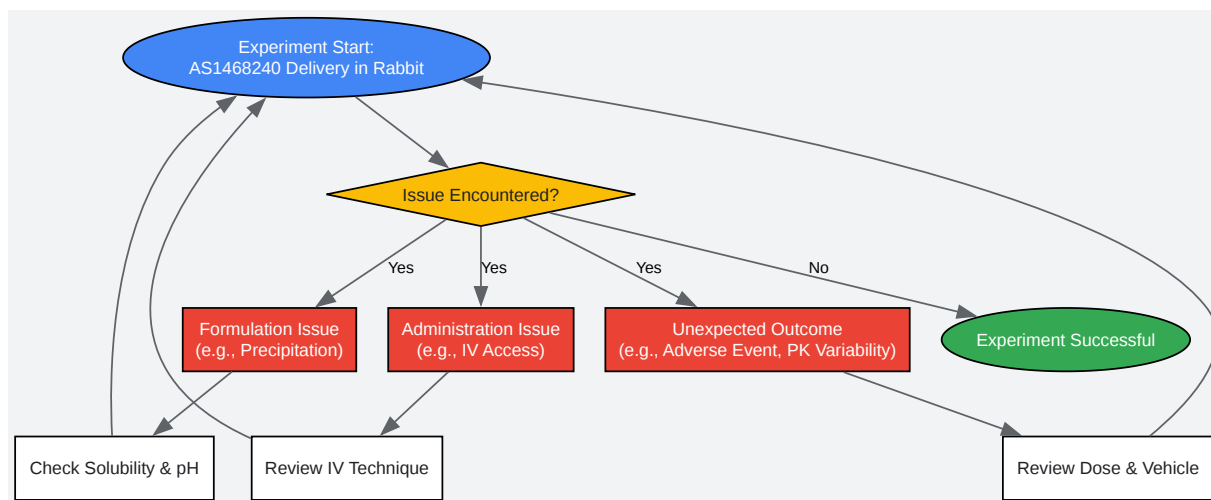 Experiment Start:
AS1468240 Delivery in Rabbit
Issue Encountered?
Yes
Yes
Yes
No
Formulation Issue
(e.g., Precipitation)
Administration Issue
(e.g., IV Access)
Unexpected Outcome
(e.g., Adverse Event, PK Variability)
Experiment Successful
Check Solubility & pH
Review IV Technique
Review Dose & Vehicle